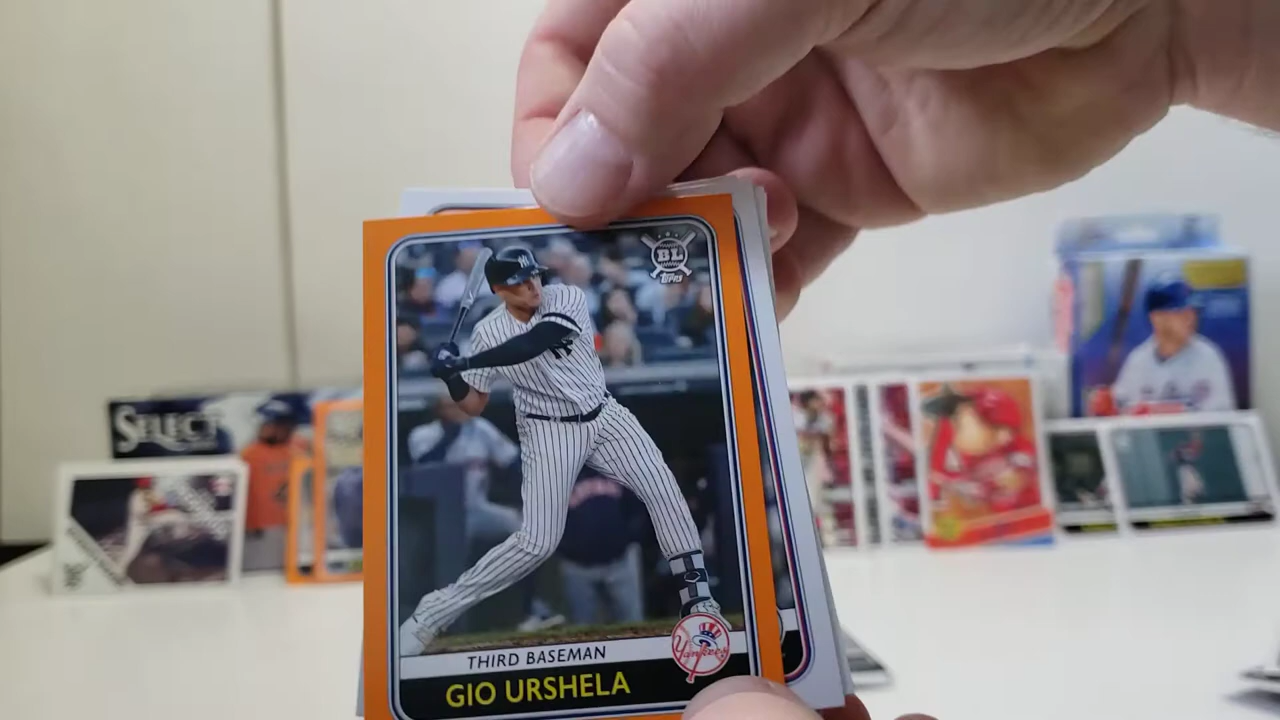 BL
TOPPS
SELECT
THIRD BASEMAN
Yankees
GIO URSHELA